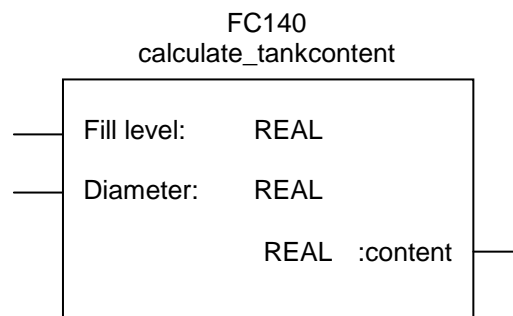 FC140
calculate_tankcontent
Fill level: REAL
Diameter: REAL
REAL :content